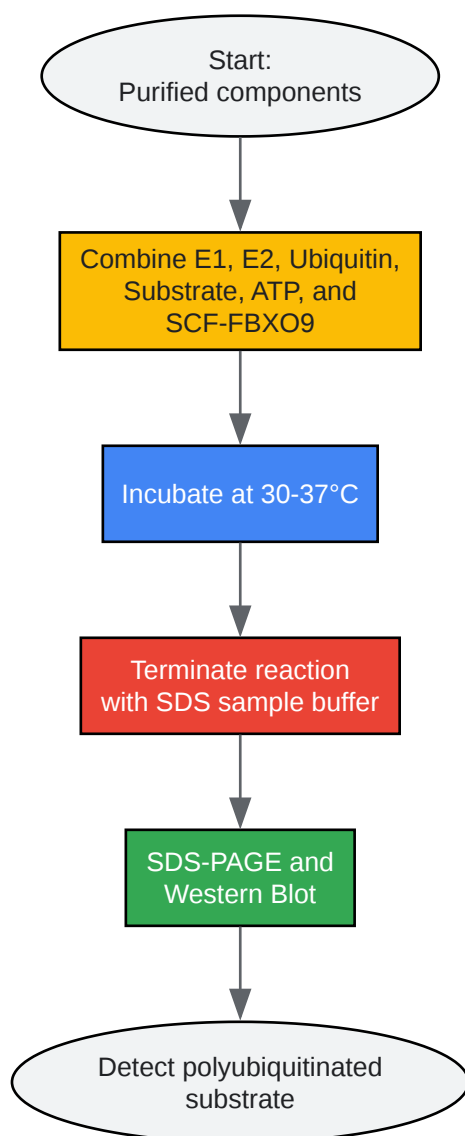 Start:
Purified components
Combine E1, E2, Ubiquitin,
Substrate, ATP, and
SCF-FBXO9
Incubate at 30-37°C
Terminate reaction
with SDS sample buffer
SDS-PAGE and
Western Blot
Detect polyubiquitinated
substrate